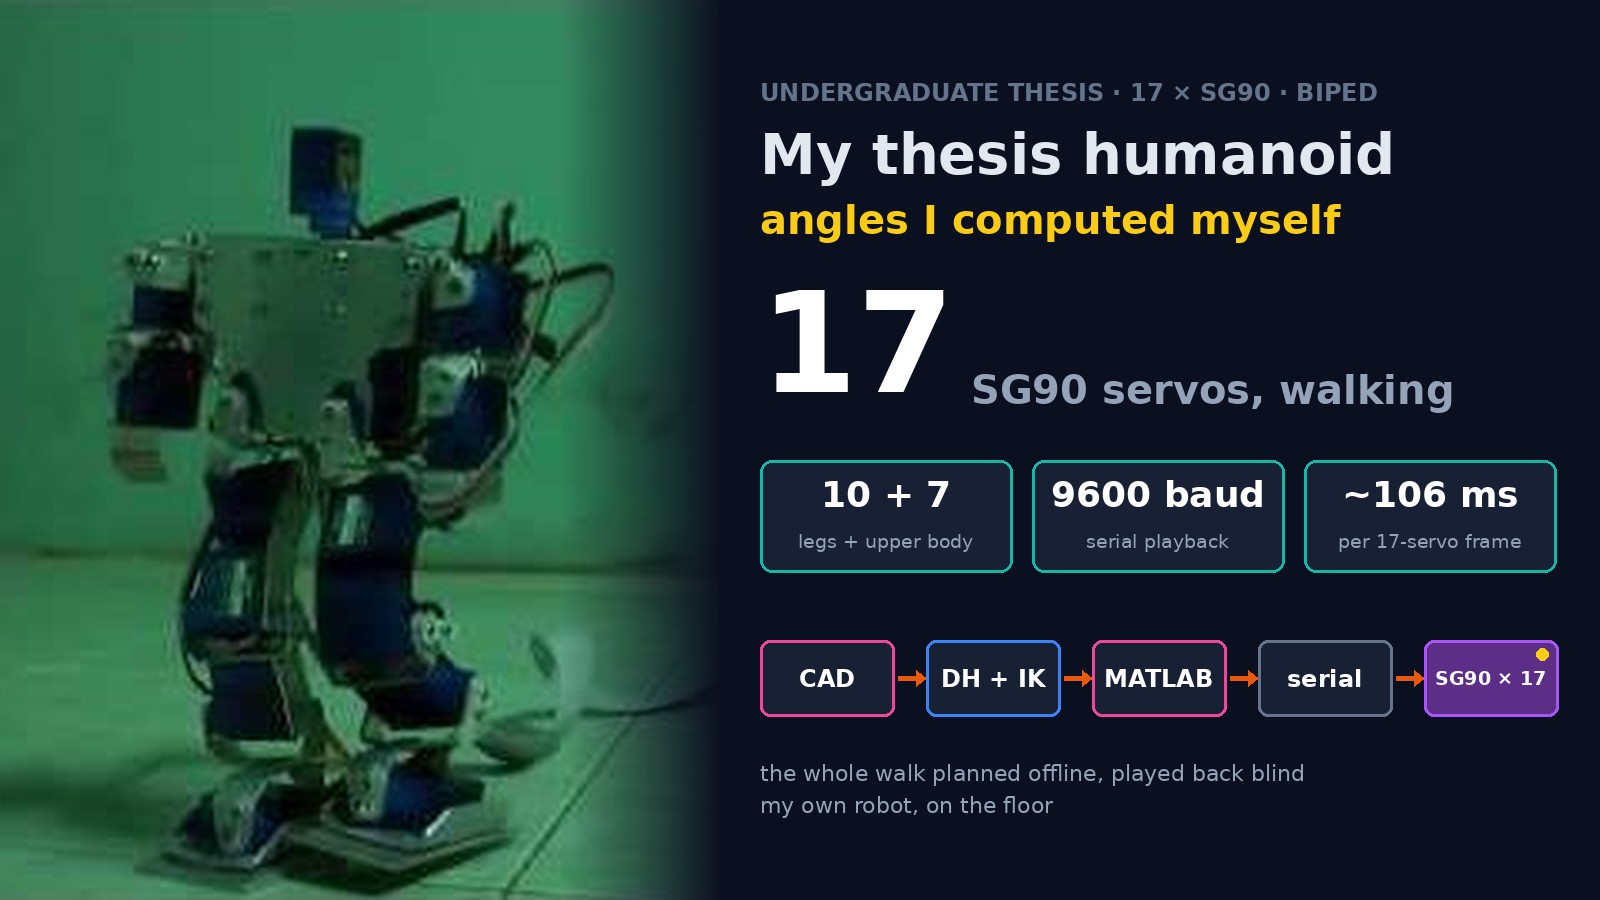 UNDERGRADUATE THESIS · 17 × SG90 · BIPED
My thesis humanoid
angles I computed myself
17 SG90 servos, walking
10 + 7
legs + upper body
9600 baud
serial playback
~106 ms
per 17-servo frame
CAD
DH + IK
MATLAB
serial
SG90 × 17
the whole walk planned offline, played back blind
my own robot, on the floor